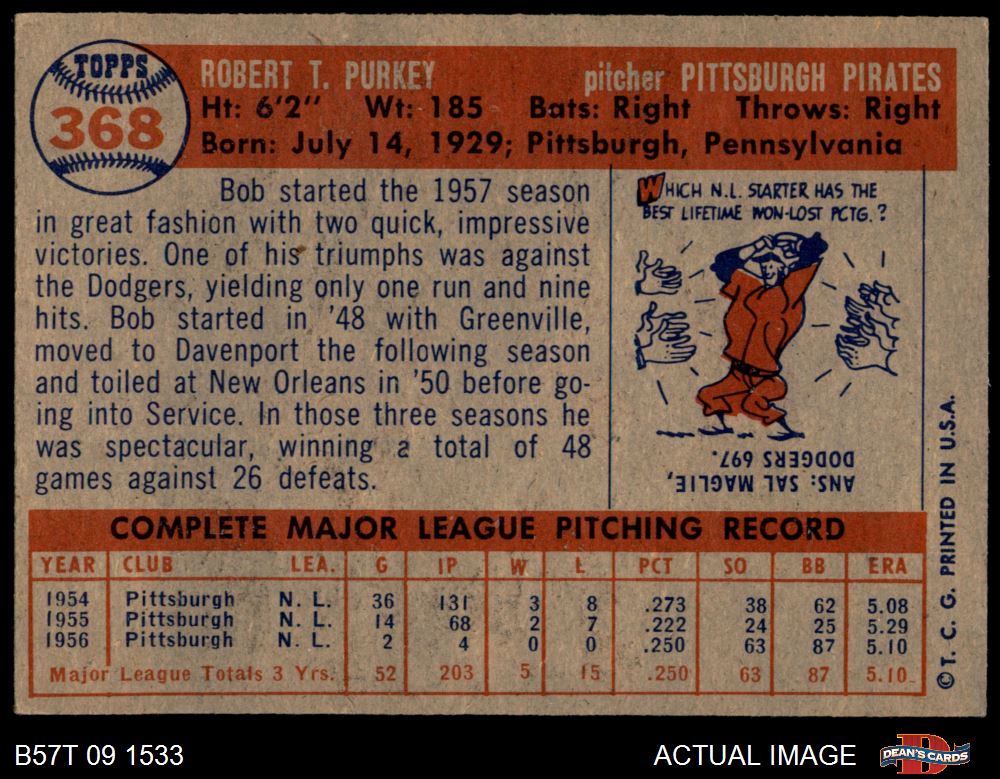 TOPPS
368
ROBERT T. PURKEY pitcher PITTSBURGH PIRATES
Ht: 6'2" Wt: 185 Bats: Right Throws: Right
Born: July 14, 1929; Pittsburgh, Pennsylvania
Bob started the 1957 season
in great fashion with two quick, impressive
victories. One of his triumphs was against
the Dodgers, yielding only one run and nine
hits. Bob started in '48 with Greenville,
moved to Davenport the following season
and toiled at New Orleans in '50 before go-
ing into Service. In those three seasons he
was spectacular, winning a total of 48
games against 26 defeats.
WHICH N.L. STARTER HAS THE
BEST LIFETIME WON-LOST PCTG.?
ANS: SAL MAGLIE,
DODGERS 697.
COMPLETE MAJOR LEAGUE PITCHING RECORD
YEAR CLUB LEA. G IP W L PCT SO BB ERA
1954 Pittsburgh N. L. 36 131 3 8 .273 38 62 5.08
1955 Pittsburgh N. L. 14 68 2 7 .222 24 25 5.29
1956 Pittsburgh N. L. 2 4 0 0 .250 63 87 5.10
Major League Totals 3 Yrs. 52 203 5 15 .250 63 87 5.10
©T. C. G. PRINTED IN U.S.A.
B57T 09 1533 ACTUAL IMAGE DEAN'S CARDS